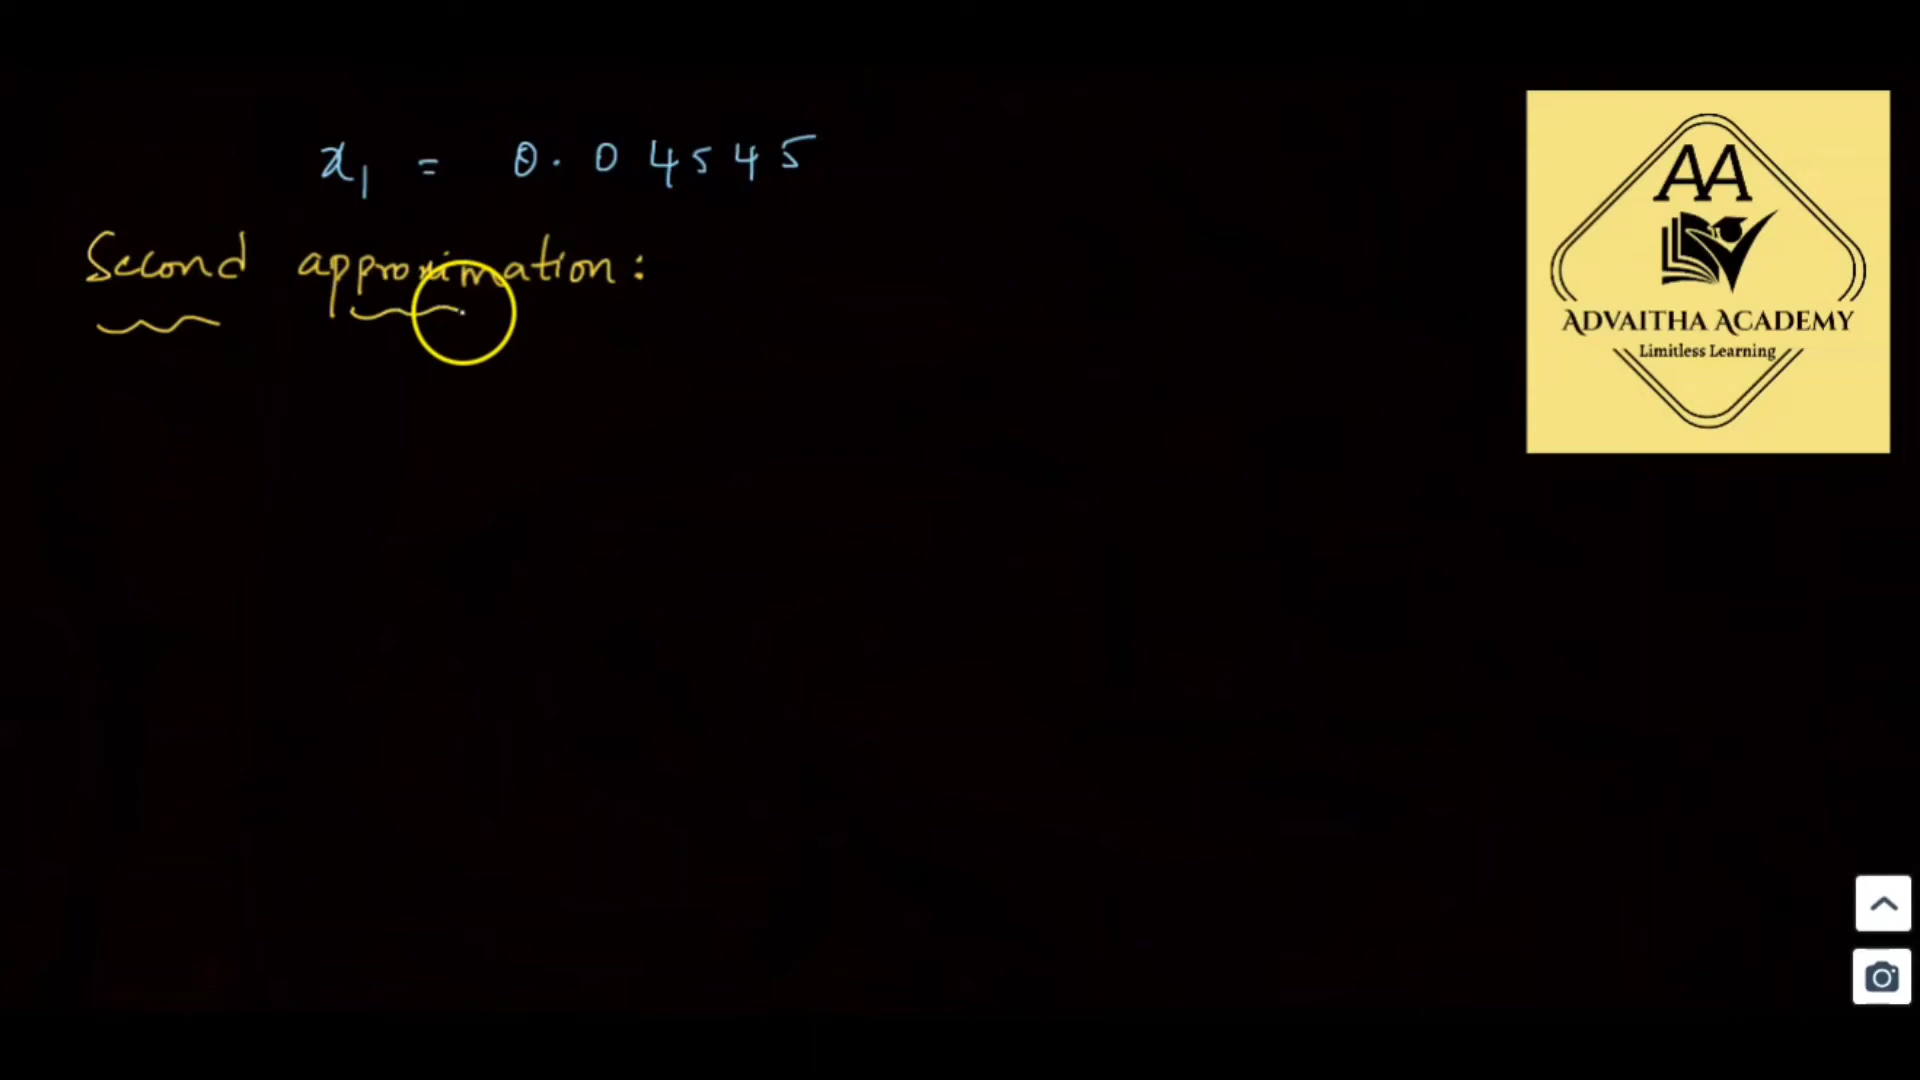 x₁ = 0.04545
Second approximation:
AA
ADVAITHA ACADEMY
Limitless Learning